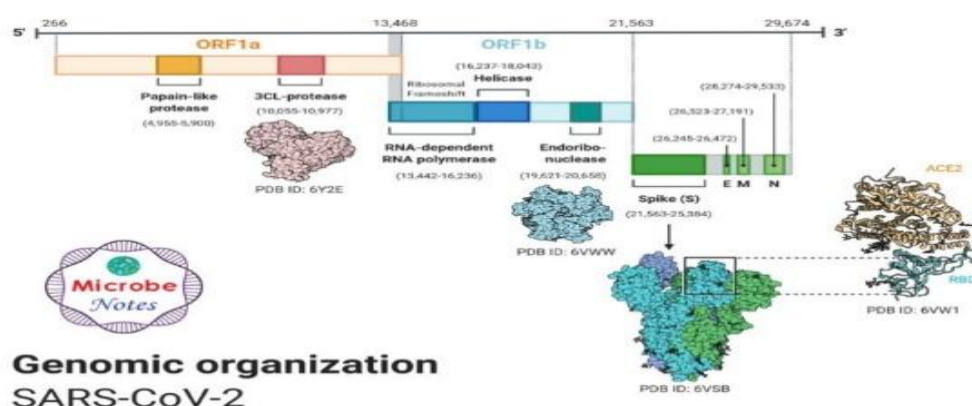 266 13,468 21,563 29,674
5' 3'
ORF1a ORF1b
(16,237-18,043)
Helicase
Ribosomal
Frameshift
(28,274-29,533)
(26,523-27,191)
(26,245-26,472)
Papain-like
protease
(4,955-5,900)
3CL-protease
(10,055-10,977)
PDB ID: 6Y2E
RNA-dependent
RNA polymerase
(13,442-16,236)
Endoribo-
nuclease
(19,621-20,658)
PDB ID: 6VWW
E M N
Spike (S)
(21,563-25,384)
ACE2
RBD
PDB ID: 6VW1
PDB ID: 6VSB
Microbe
Notes
Genomic organization
SARS-CoV-2